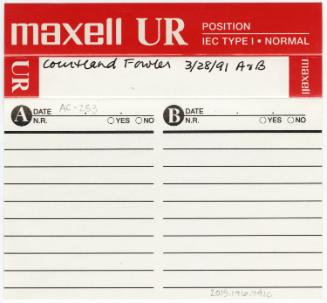 maxell UR POSITION
IEC TYPE I • NORMAL
UR
Courtland Fowler 3/28/91 A+B
maxell
A DATE AC-253
N.R. ○YES ○NO
B DATE
N.R. ○YES ○NO